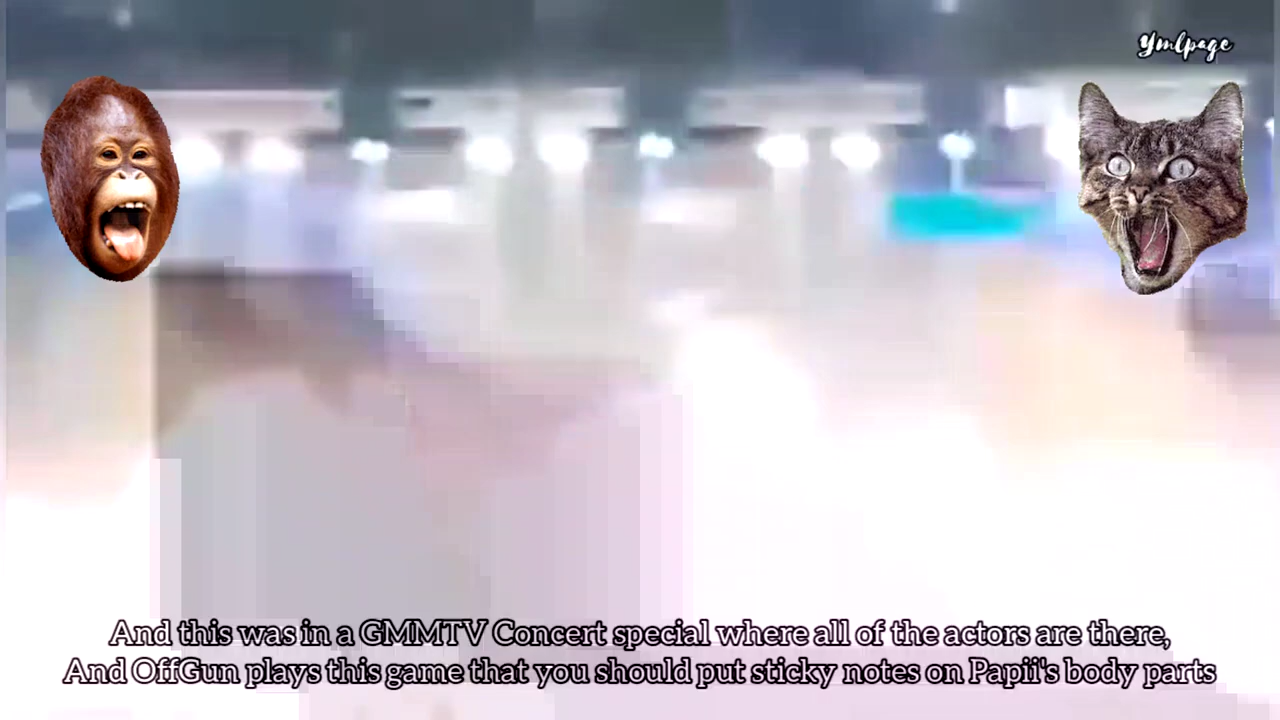 Ymlpage
And this was in a GMMTV Concert special where all of the actors are there,
And OffGun plays this game that you should put sticky notes on Papii's body parts